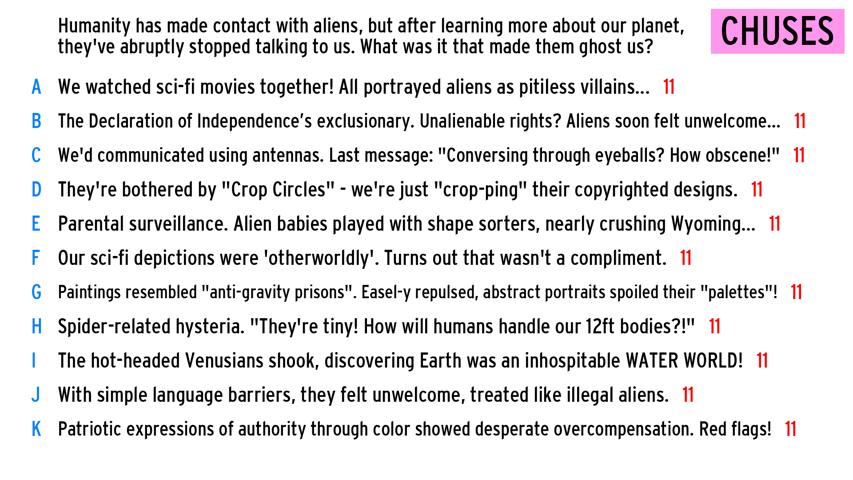 Humanity has made contact with aliens, but after learning more about our planet,
they've abruptly stopped talking to us. What was it that made them ghost us?
CHUSES
A We watched sci-fi movies together! All portrayed aliens as pitiless villains... 11
B The Declaration of Independence's exclusionary. Unalienable rights? Aliens soon felt unwelcome... 11
C We'd communicated using antennas. Last message: "Conversing through eyeballs? How obscene!" 11
D They're bothered by "Crop Circles" - we're just "crop-ping" their copyrighted designs. 11
E Parental surveillance. Alien babies played with shape sorters, nearly crushing Wyoming... 11
F Our sci-fi depictions were 'otherworldly'. Turns out that wasn't a compliment. 11
G Paintings resembled "anti-gravity prisons". Easel-y repulsed, abstract portraits spoiled their "palettes"! 11
H Spider-related hysteria. "They're tiny! How will humans handle our 12ft bodies?!" 11
I The hot-headed Venusians shook, discovering Earth was an inhospitable WATER WORLD! 11
J With simple language barriers, they felt unwelcome, treated like illegal aliens. 11
K Patriotic expressions of authority through color showed desperate overcompensation. Red flags! 11